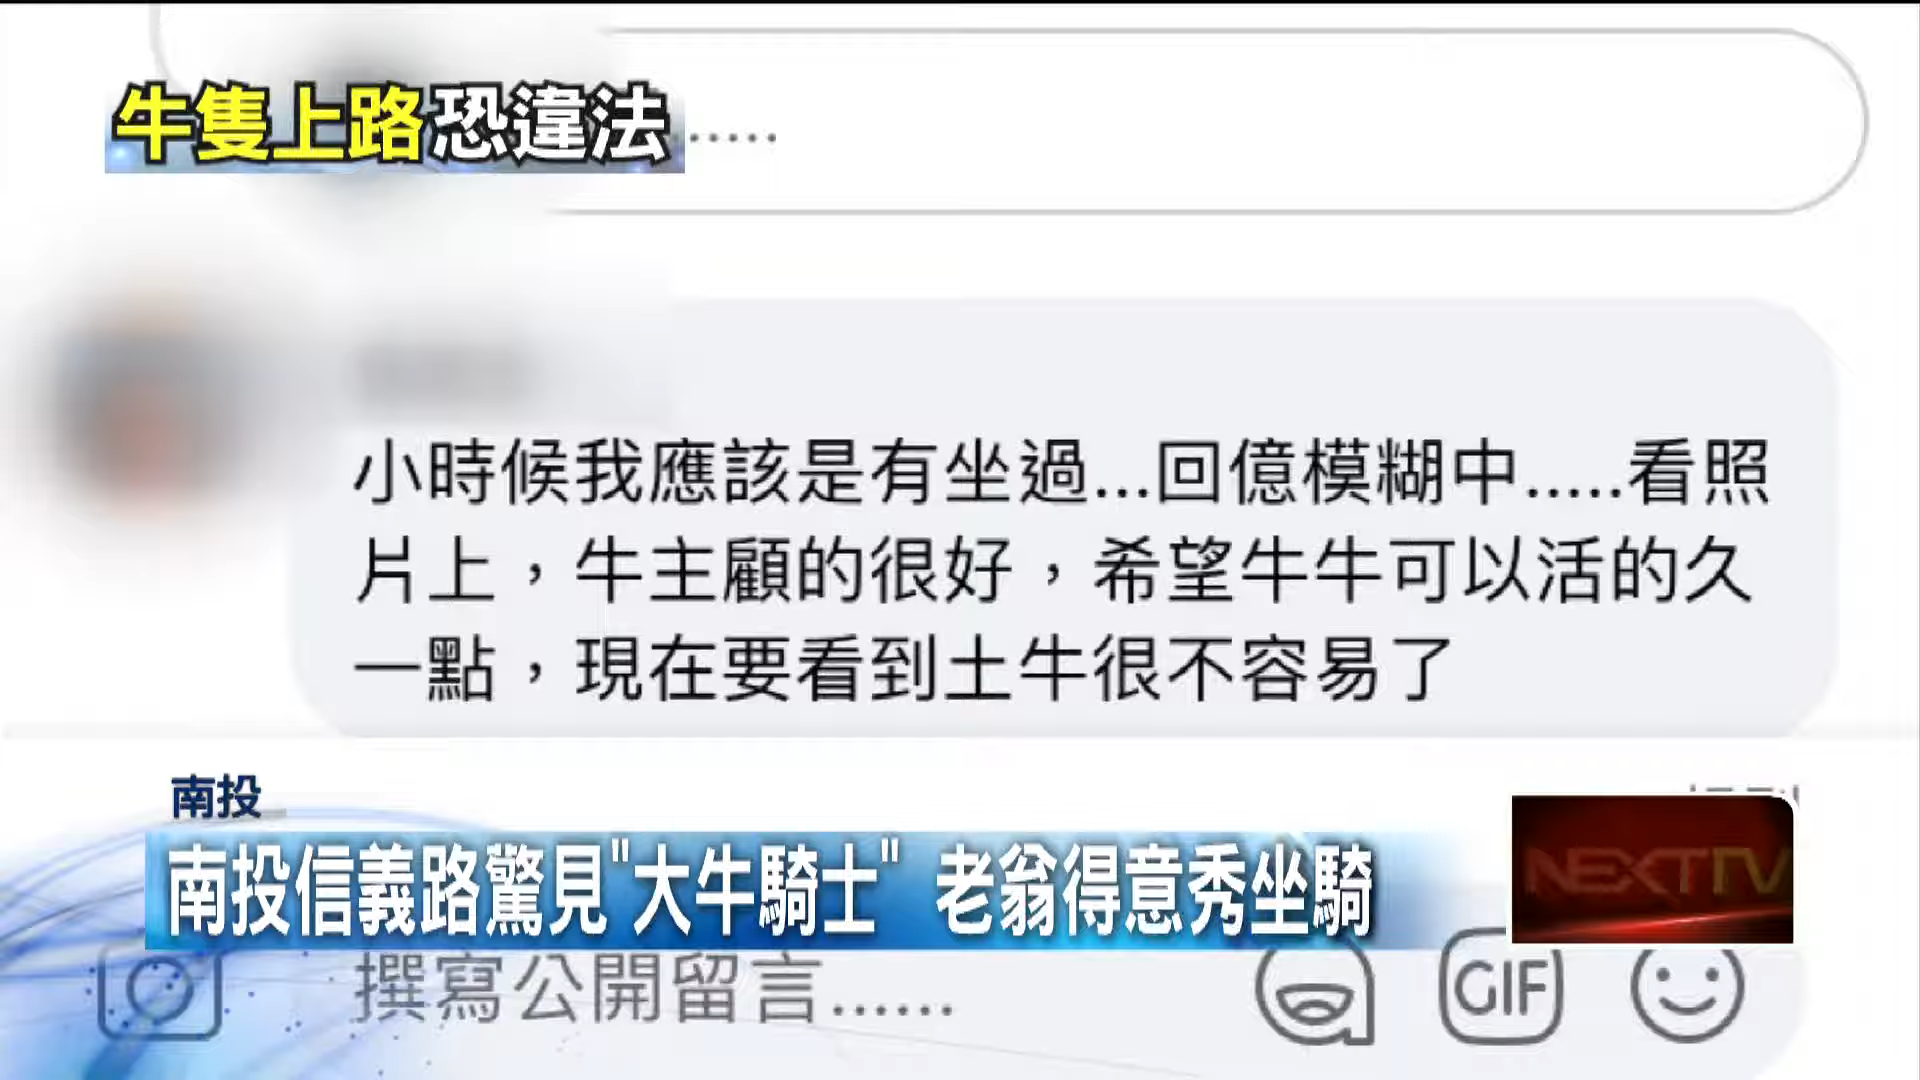 牛隻上路恐違法
......
小時候我應該是有坐過...回億模糊中.....看照
片上，牛主顧的很好，希望牛牛可以活的久
一點，現在要看到土牛很不容易了
南投
南投信義路驚見"大牛騎士" 老翁得意秀坐騎
NEXTTV
撰寫公開留言......
GIF